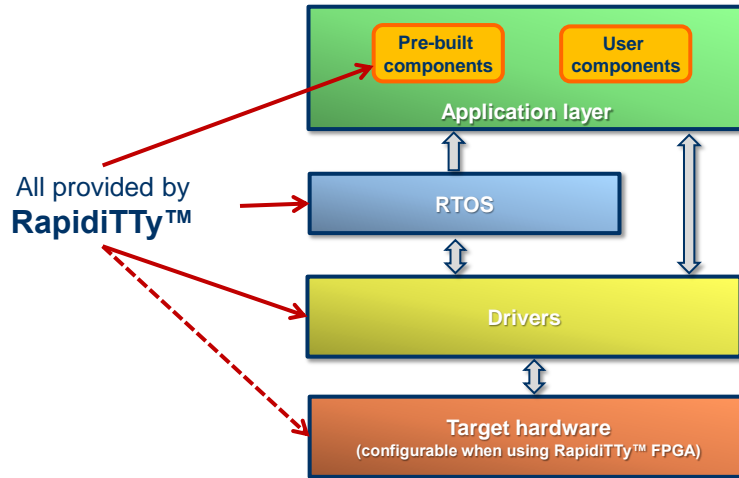 Pre-built
components
User
components
Application layer
All provided by
RapidiTTy™
RTOS
Drivers
Target hardware
(configurable when using RapidiTTy™ FPGA)